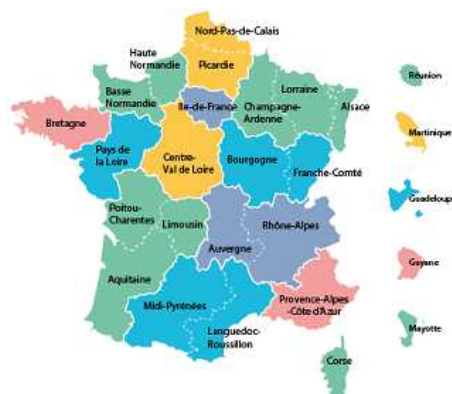 Nord-Pas-de-Calais
Haute
Normandie
Picardie
Basse
Normandie
Ile-de-France
Champagne-
Ardenne
Lorraine
Alsace
Bretagne
Pays de
la Loire
Centre-
Val de Loire
Bourgogne
Franche-Comté
Poitou-
Charentes
Limousin
Auvergne
Rhône-Alpes
Aquitaine
Midi-Pyrénées
Languedoc-
Roussillon
Provence-Alpes
-Côte d'Azur
Corse
Réunion
Martinique
Guadeloup
Guyane
Mayotte